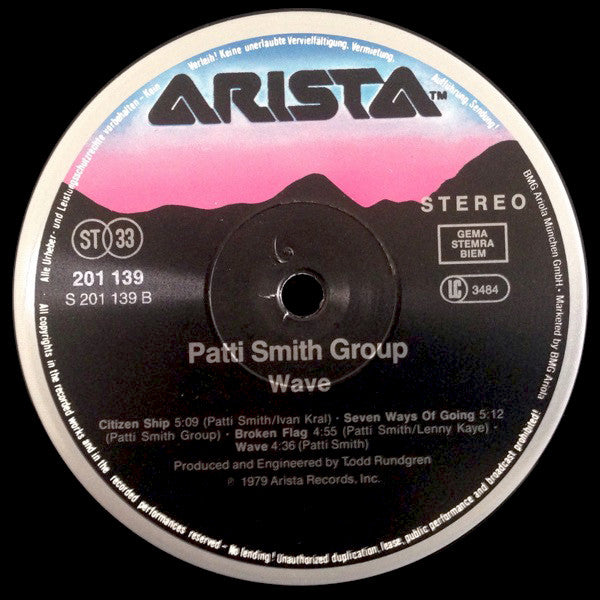 Alle Urheber- und Leistungsschutzrechte vorbehalten - Kein Verleih! Keine unerlaubte Vervielfältigung, Vermietung, Aufführung, Sendung!
ARISTA™
STEREO
ST 33
GEMA
STEMRA
BIEM
201 139
S 201 139 B
LC 3484
Patti Smith Group
Wave
Citizen Ship 5:09 (Patti Smith/Ivan Kral) · Seven Ways Of Going 5:12
(Patti Smith Group) · Broken Flag 4:55 (Patti Smith/Lenny Kaye) ·
Wave 4:36 (Patti Smith)
Produced and Engineered by Todd Rundgren
℗ 1979 Arista Records, Inc.
BMG Ariola München GmbH · Marketed by BMG Ariola
All copyrights in the recorded works and in the recorded performances reserved - No lending! Unauthorized duplication, lease, public performance and broadcast prohibited!